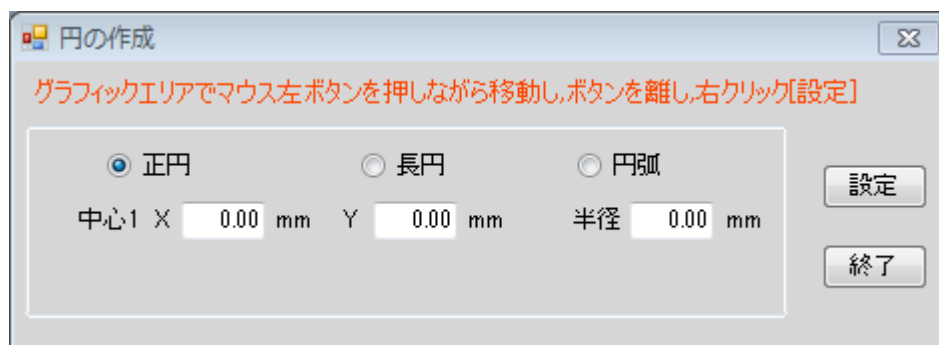 円の作成
グラフィックエリアでマウス左ボタンを押しながら移動し,ボタンを離し,右クリック[設定]
正円 長円 円弧
設定
中心1 X 0.00 mm Y 0.00 mm 半径 0.00 mm
終了